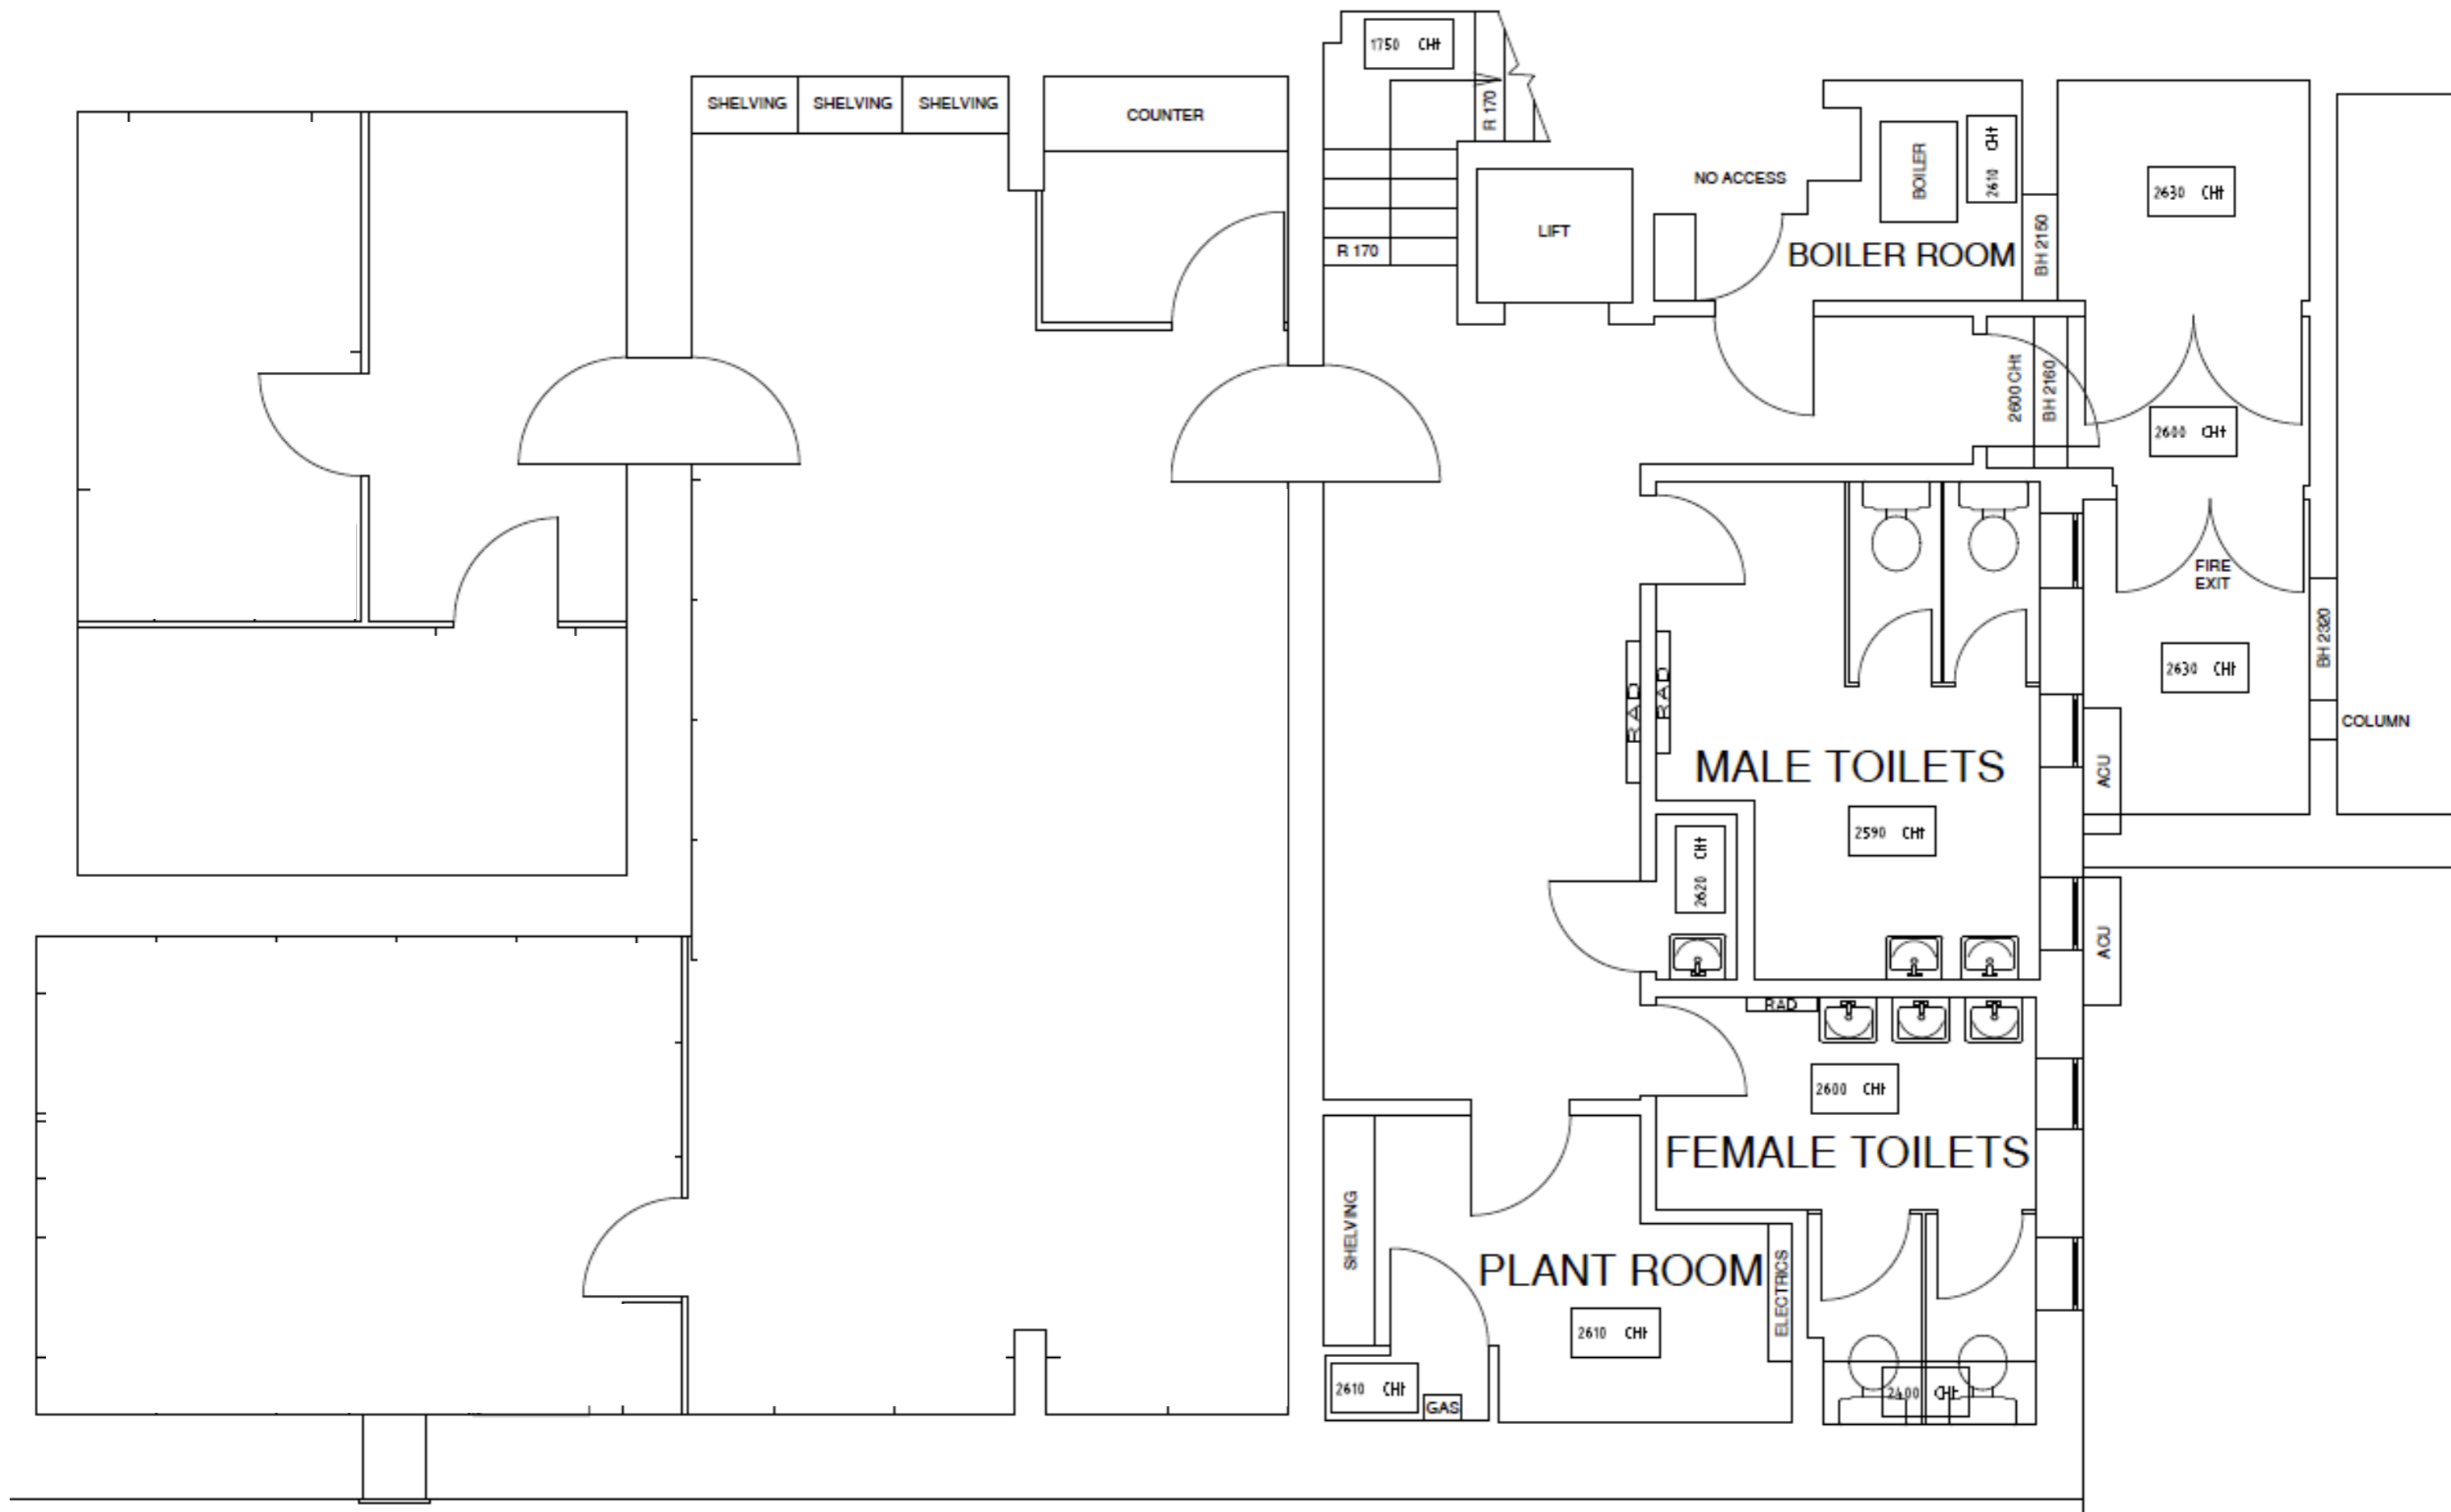 1750 CHt
R 170
SHELVING
SHELVING
SHELVING
COUNTER
R 170
LIFT
NO ACCESS
BOILER
2610 CHt
BOILER ROOM
BH 2150
2630 CHt
2600 CHt
BH 2160
2600 CHt
FIRE
EXIT
BH 2320
2630 CHt
COLUMN
RAD
RAD
MALE TOILETS
2590 CHt
ACU
2620 CHt
ACU
RAD
2600 CHt
FEMALE TOILETS
SHELVING
PLANT ROOM
ELECTRICS
2610 CHt
2610 CHt
GAS
2400 CHt